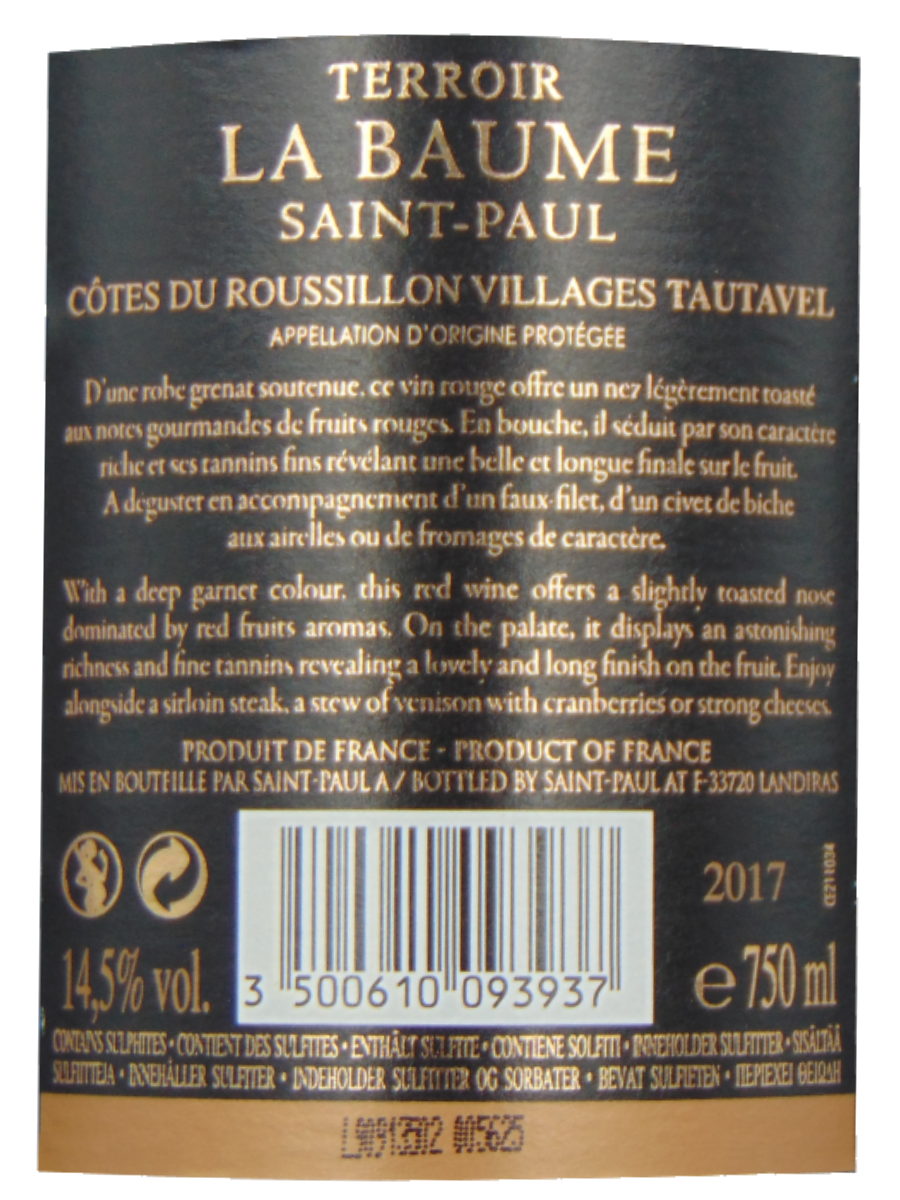 TERROIR
LA BAUME
SAINT-PAUL
CÔTES DU ROUSSILLON VILLAGES TAUTAVEL
APPELLATION D'ORIGINE PROTÉGÉE
D'une robe grenat soutenue, ce vin rouge offre un nez légèrement toasté
aux notes gourmandes de fruits rouges. En bouche, il séduit par son caractère
riche et ses tannins fins révélant une belle et longue finale sur le fruit.
A déguster en accompagnement d'un faux-filet, d'un civet de biche
aux airelles ou de fromages de caractère.
With a deep garnet colour, this red wine offers a slightly toasted nose
dominated by red fruits aromas. On the palate, it displays an astonishing
richness and fine tannins revealing a lovely and long finish on the fruit. Enjoy
alongside a sirloin steak, a stew of venison with cranberries or strong cheeses.
PRODUIT DE FRANCE - PRODUCT OF FRANCE
MIS EN BOUTEILLE PAR SAINT-PAUL A / BOTTLED BY SAINT-PAUL AT F-33720 LANDIRAS
2017
Œ211034
14,5% vol.
3 500610 093937
e 750 ml
CONTAINS SULPHITES • CONTIENT DES SULFITES • ENTHÄLT SULFITE • CONTIENE SOLFITI • INNEHOLDER SULFITTER • SISÄLTÄÄ
SULFIITTEJA • INNEHÅLLER SULFITER • INDEHOLDER SULFITTER OG SORBATER • BEVAT SULFIETEN • ΠΕΡΙΕΧΕΙ ΘΕΙΩΔΗ